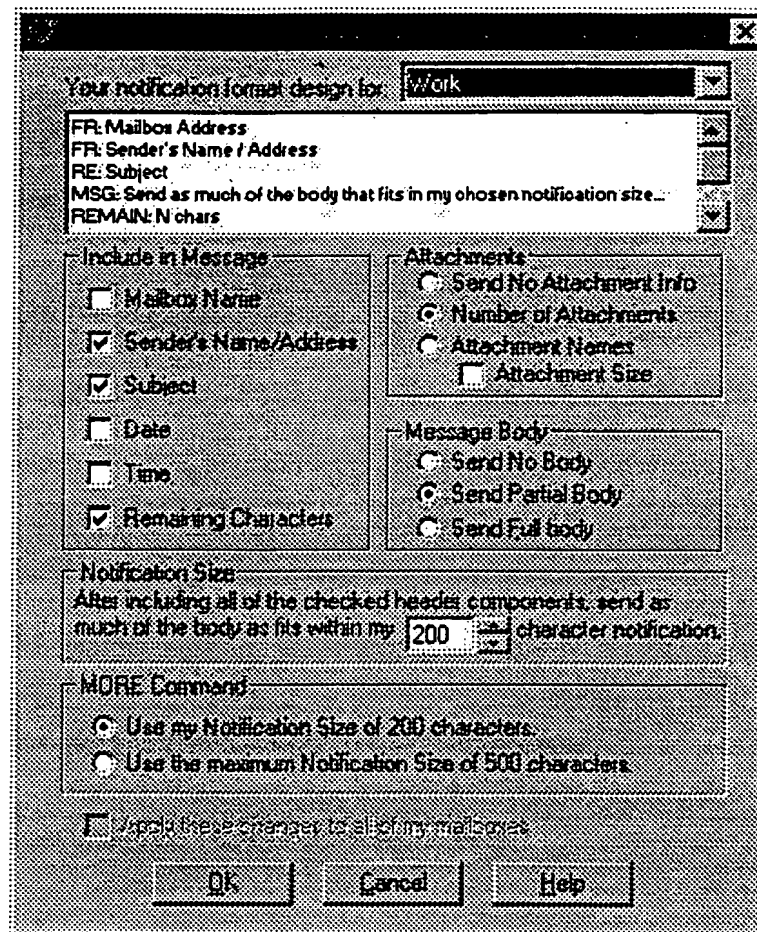 Your notification format design for: Work
FR: Mailbox Address
FR: Sender's Name / Address
RE: Subject
MSG: Send as much of the body that fits in my chosen notification size...
REMAIN: N chars
Include in Message
Mailbox Name
Sender's Name/Address
Subject
Date
Time
Remaining Characters
Attachments
Send No Attachment Info
Number of Attachments
Attachment Names
Attachment Size
Message Body
Send No Body
Send Partial Body
Send Full body
Notification Size
After including all of the checked header components, send as
much of the body as fits within my 200 character notification.
MORE Command
Use my Notification Size of 200 characters.
Use the maximum Notification Size of 500 characters.
Apply these changes to all of my mailboxes
OK Cancel Help